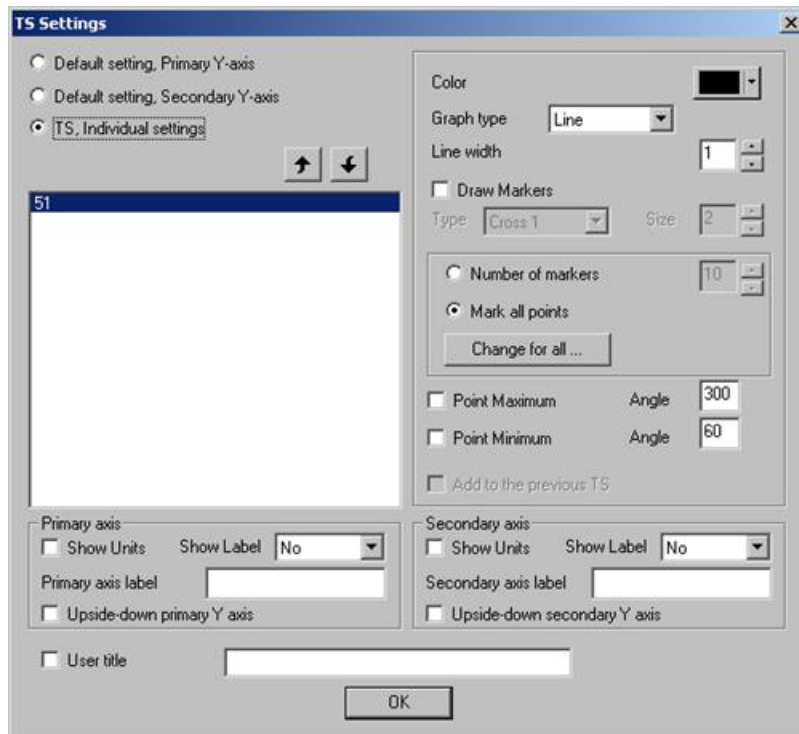 TS Settings
Default setting, Primary Y-axis
Default setting, Secondary Y-axis
TS, Individual settings
51
Color
Graph type Line
Line width 1
Draw Markers
Type Cross 1 Size 2
Number of markers 10
Mark all points
Change for all ...
Point Maximum Angle 300
Point Minimum Angle 60
Add to the previous TS
Primary axis
Show Units Show Label No
Primary axis label
Upside-down primary Y axis
Secondary axis
Show Units Show Label No
Secondary axis label
Upside-down secondary Y axis
User title
OK